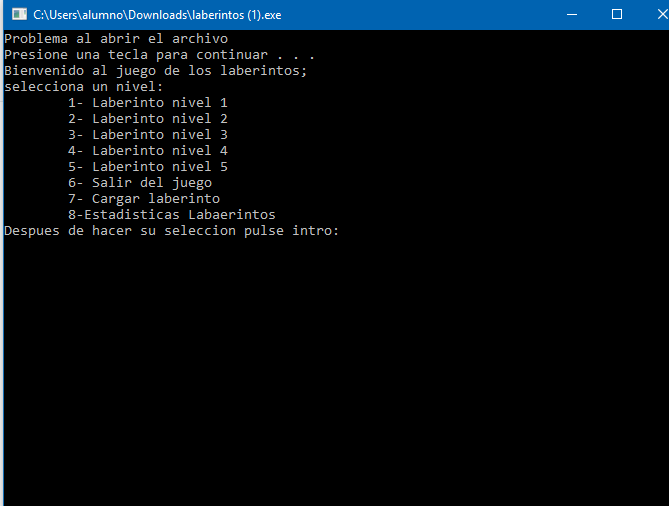 C:\Users\alumno\Downloads\laberintos (1).exe
Problema al abrir el archivo
Presione una tecla para continuar . . .
Bienvenido al juego de los laberintos;
selecciona un nivel:
1- Laberinto nivel 1
2- Laberinto nivel 2
3- Laberinto nivel 3
4- Laberinto nivel 4
5- Laberinto nivel 5
6- Salir del juego
7- Cargar laberinto
8-Estadisticas Labaerintos
Despues de hacer su seleccion pulse intro: